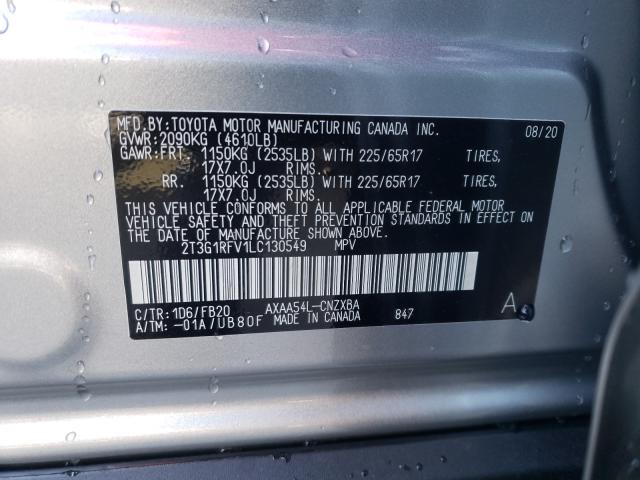 MFD.BY:TOYOTA MOTOR MANUFACTURING CANADA INC. 08/20
GVWR:2090KG (4610LB)
GAWR:FRT. 1150KG (2535LB) WITH 225/65R17 TIRES,
17X7.0J RIMS.
RR. 1150KG (2535LB) WITH 225/65R17 TIRES,
17X7.0J RIMS.
THIS VEHICLE CONFORMS TO ALL APPLICABLE FEDERAL MOTOR
VEHICLE SAFETY AND THEFT PREVENTION STANDARDS IN EFFECT
ON THE DATE OF MANUFACTURE SHOWN ABOVE.
2T3G1RFV1LC130549 MPV
C/TR:1D6/FB20 AXAA54L-CNZXBA A
A/TM:-01A/UB80F MADE IN CANADA 847